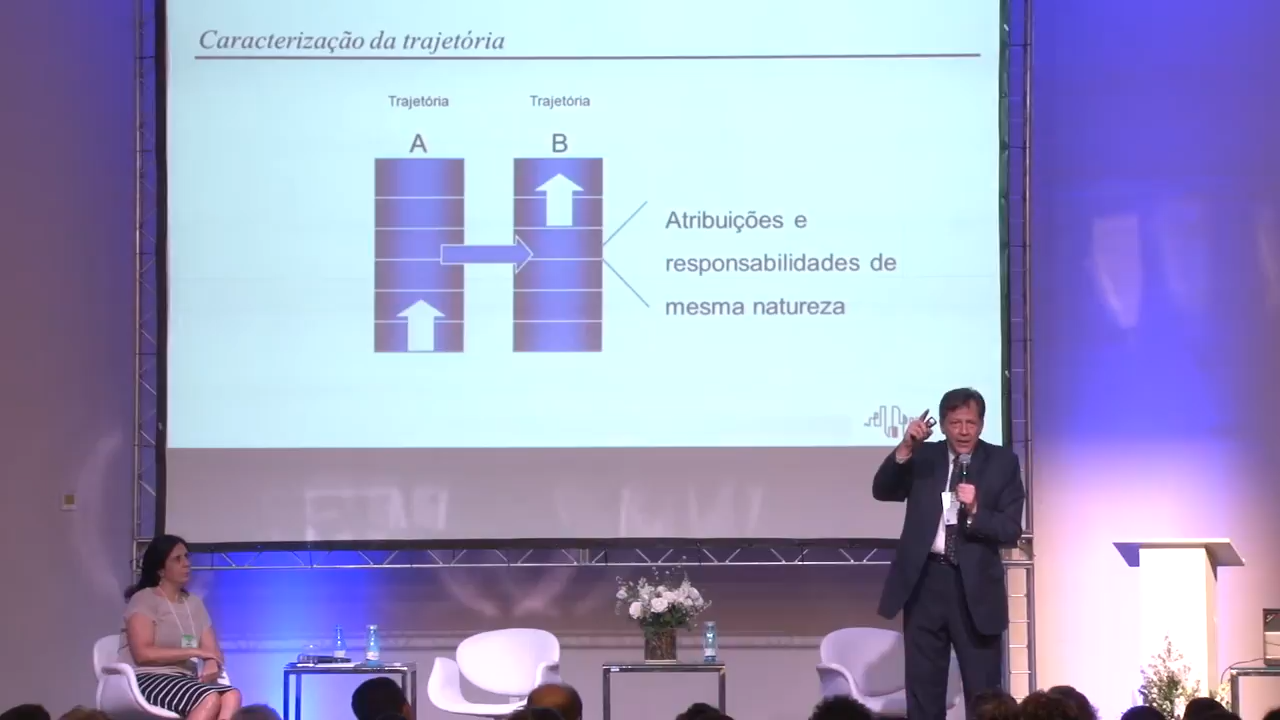 Caracterização da trajetória
Trajetória Trajetória
A B
Atribuições e
responsabilidades de
mesma natureza